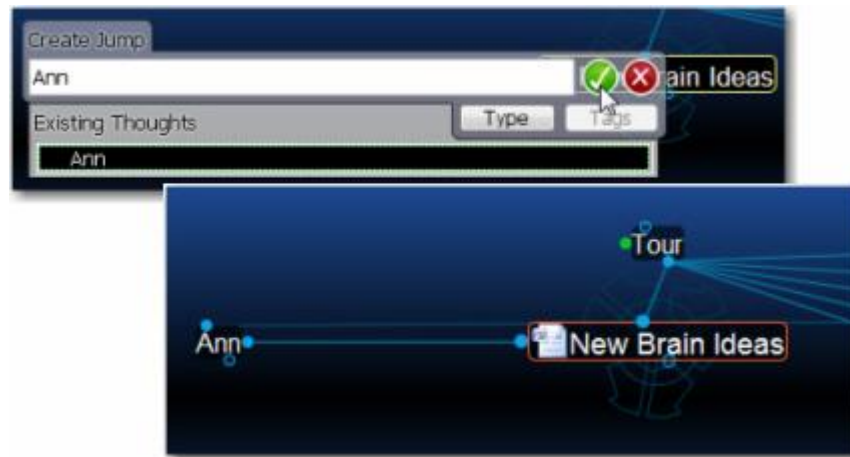 Create Jump
Ann
ain Ideas
Existing Thoughts
Type
Tags
Ann
Tour
Ann
New Brain Ideas